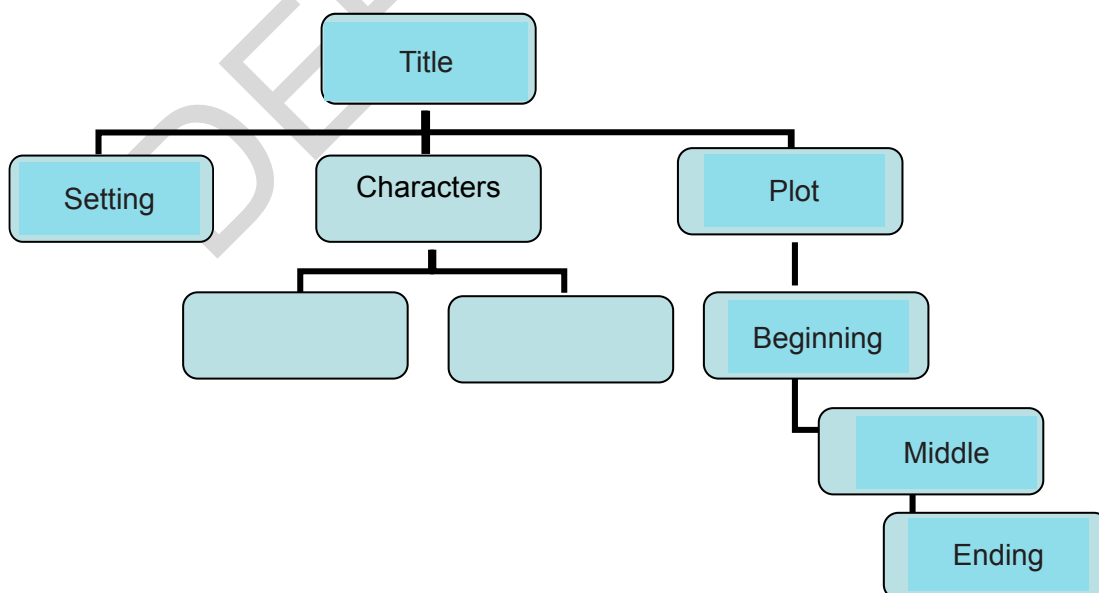 Title
Setting
Characters
Plot
Beginning
Middle
Ending